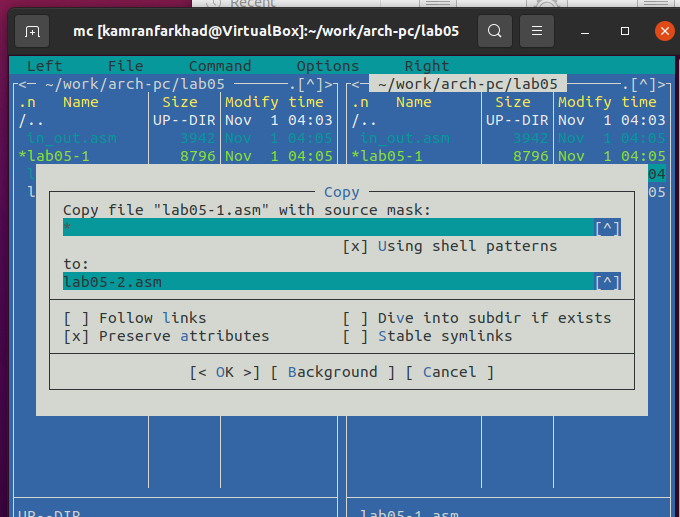 Recent
mc [kamranfarkhad@VirtualBox]:~/work/arch-pc/lab05
Left File Command Options Right
<─ ~/work/arch-pc/lab05 ─.[^]> <─ ~/work/arch-pc/lab05 ─.[^]>
.n Name Size Modify time .n Name Size Modify time
/.. UP--DIR Nov 1 04:03 /.. UP--DIR Nov 1 04:03
in_out.asm 3942 Nov 1 04:05 in_out.asm 3942 Nov 1 04:05
*lab05-1 8796 Nov 1 04:05 *lab05-1 8796 Nov 1 04:05
l 04
l 05
Copy
Copy file "lab05-1.asm" with source mask:
* [^]
[x] Using shell patterns
to:
lab05-2.asm [^]
[ ] Follow links [ ] Dive into subdir if exists
[x] Preserve attributes [ ] Stable symlinks
[< OK >] [ Background ] [ Cancel ]
UP--DIR lab05-1.asm